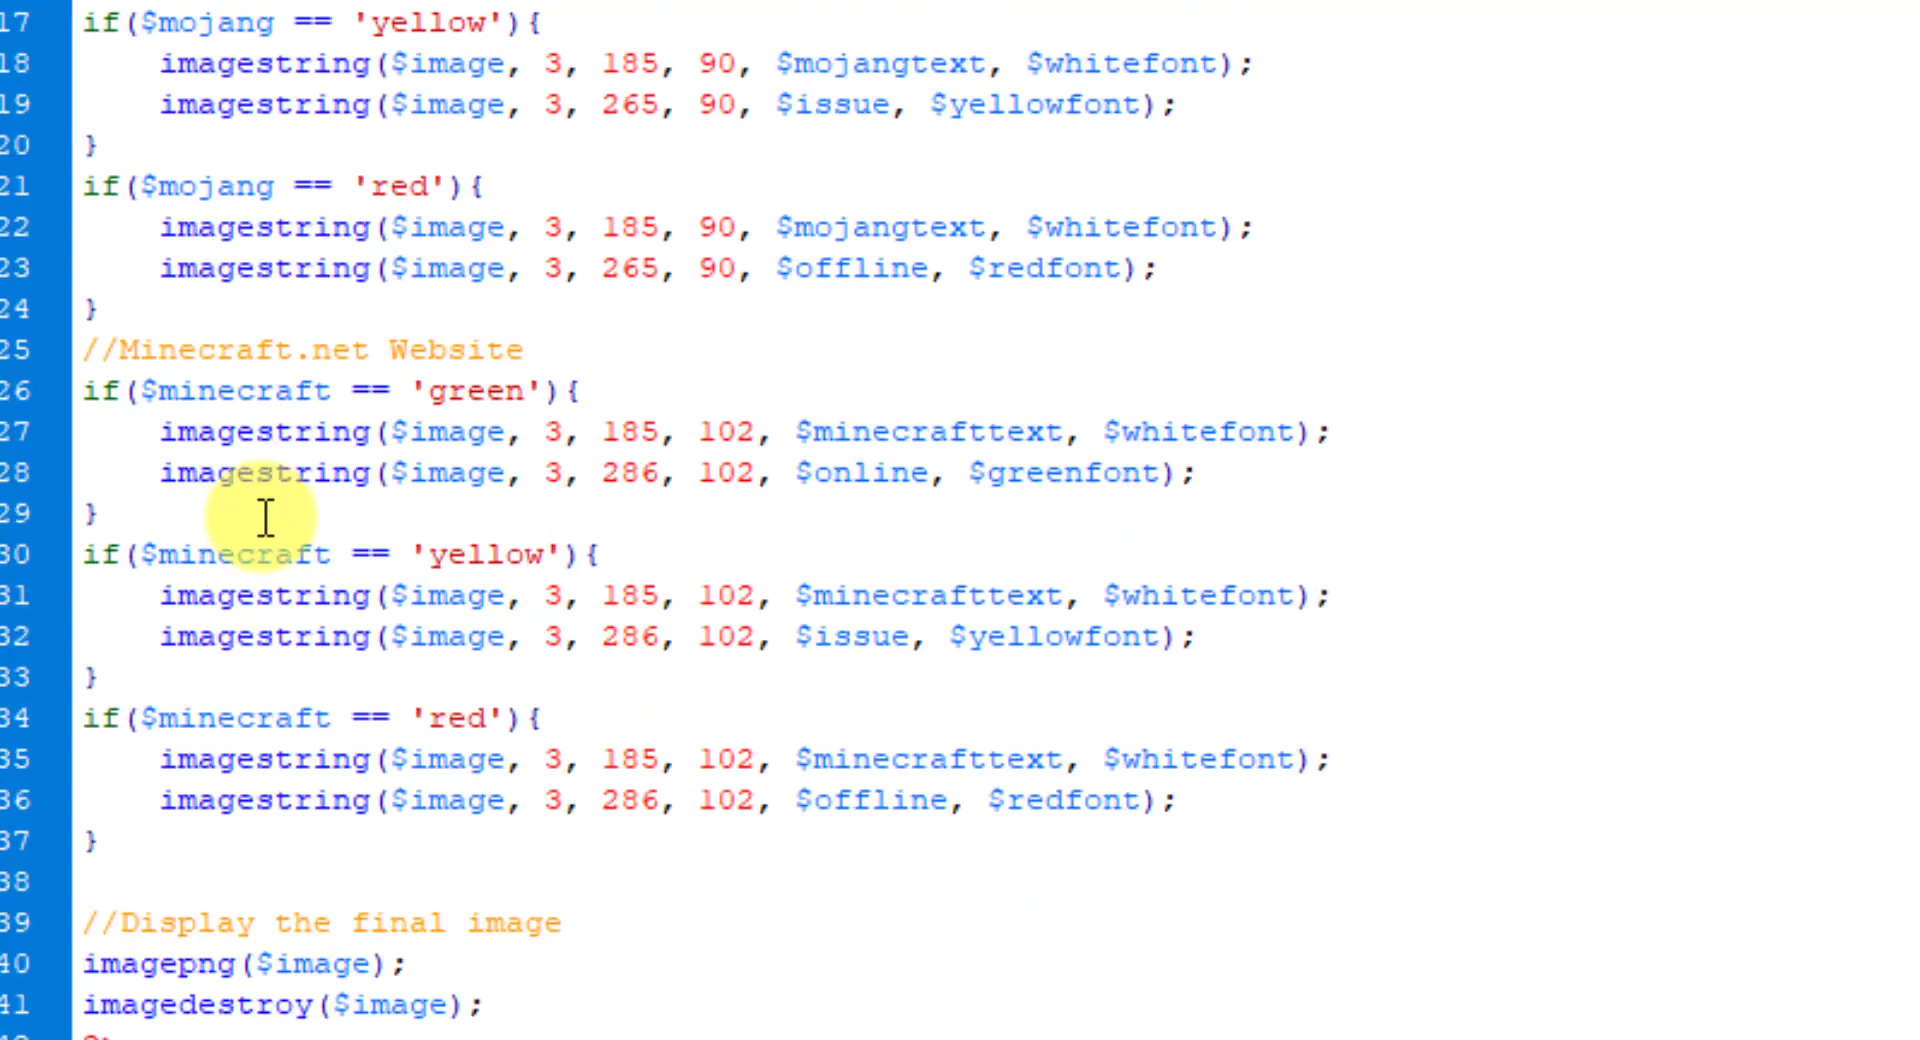 17 if($mojang == 'yellow'){
18     imagestring($image, 3, 185, 90, $mojangtext, $whitefont);
19     imagestring($image, 3, 265, 90, $issue, $yellowfont);
20 }
21 if($mojang == 'red'){
22     imagestring($image, 3, 185, 90, $mojangtext, $whitefont);
23     imagestring($image, 3, 265, 90, $offline, $redfont);
24 }
25 //Minecraft.net Website
26 if($minecraft == 'green'){
27     imagestring($image, 3, 185, 102, $minecrafttext, $whitefont);
28     imagestring($image, 3, 286, 102, $online, $greenfont);
29 }
30 if($minecraft == 'yellow'){
31     imagestring($image, 3, 185, 102, $minecrafttext, $whitefont);
32     imagestring($image, 3, 286, 102, $issue, $yellowfont);
33 }
34 if($minecraft == 'red'){
35     imagestring($image, 3, 185, 102, $minecrafttext, $whitefont);
36     imagestring($image, 3, 286, 102, $offline, $redfont);
37 }
38
39 //Display the final image
40 imagepng($image);
41 imagedestroy($image);